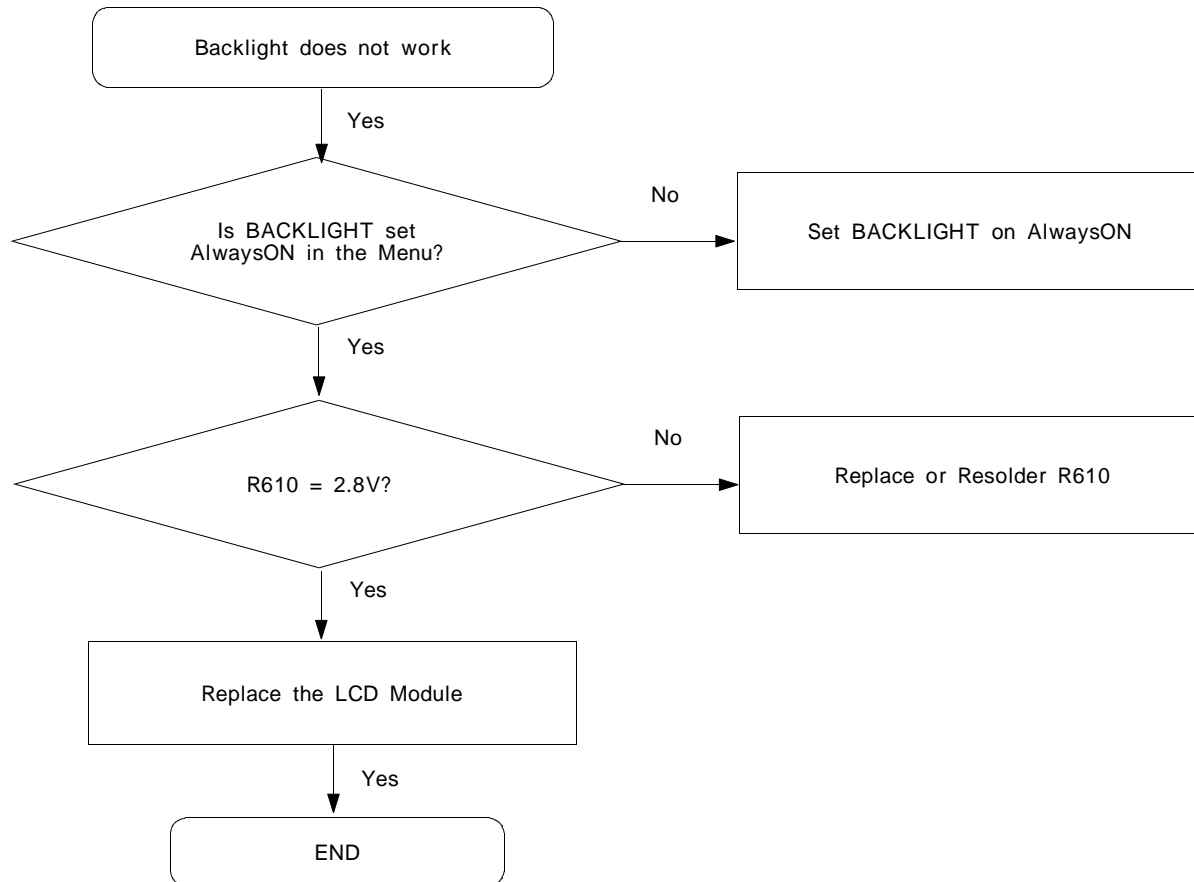 Backlight does not work
Yes
Is BACKLIGHT set
AlwaysON in the Menu?
No
Set BACKLIGHT on AlwaysON
Yes
R610 = 2.8V?
No
Replace or Resolder R610
Yes
Replace the LCD Module
Yes
END